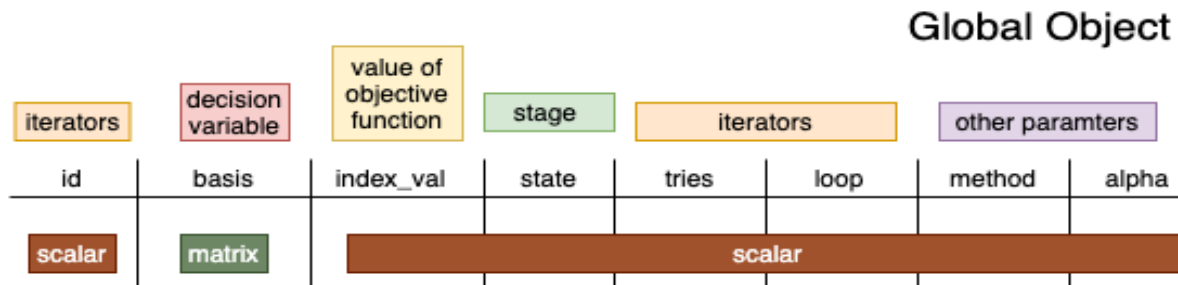 Global Object
iterators
decision
variable
value of
objective
function
stage
iterators
other paramters
id basis index_val state tries loop method alpha
scalar matrix scalar